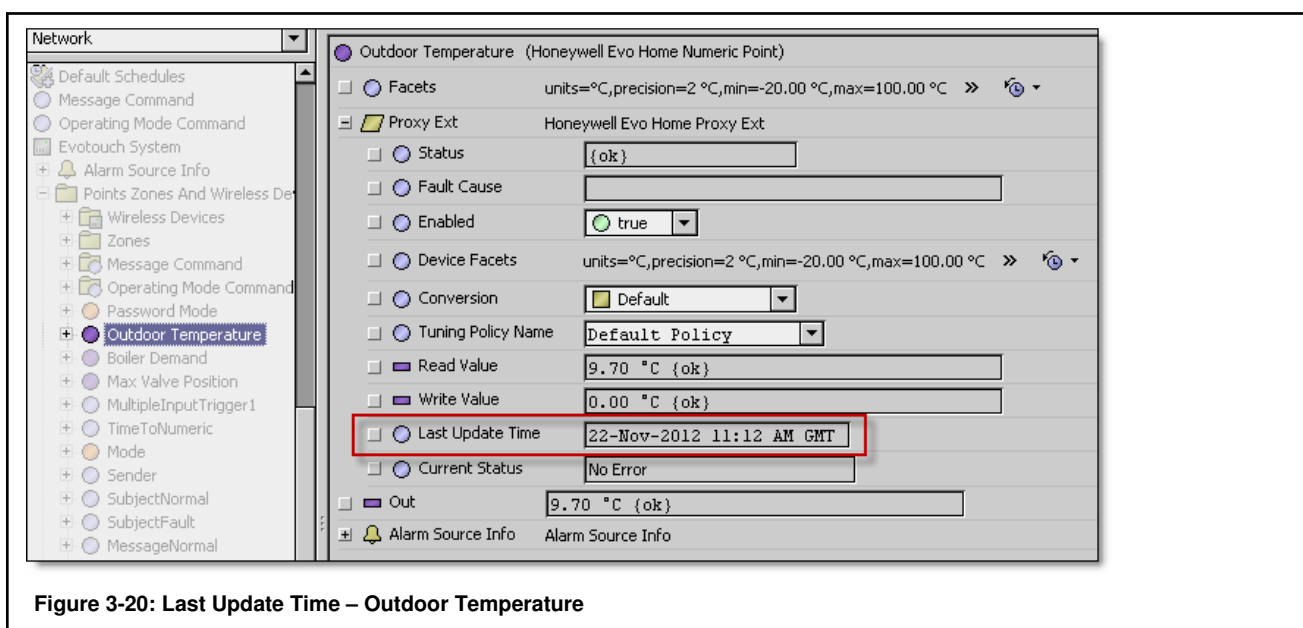 Network
Default Schedules
Message Command
Operating Mode Command
Evotouch System
Alarm Source Info
Points Zones And Wireless De
Wireless Devices
Zones
Message Command
Operating Mode Command
Password Mode
Outdoor Temperature
Boiler Demand
Max Valve Position
MultipleInputTrigger1
TimeToNumeric
Mode
Sender
SubjectNormal
SubjectFault
MessageNormal
Outdoor Temperature (Honeywell Evo Home Numeric Point)
Facets units=°C,precision=2 °C,min=-20.00 °C,max=100.00 °C »
Proxy Ext Honeywell Evo Home Proxy Ext
Status {ok}
Fault Cause
Enabled true
Device Facets units=°C,precision=2 °C,min=-20.00 °C,max=100.00 °C »
Conversion Default
Tuning Policy Name Default Policy
Read Value 9.70 °C {ok}
Write Value 0.00 °C {ok}
Last Update Time 22-Nov-2012 11:12 AM GMT
Current Status No Error
Out 9.70 °C {ok}
Alarm Source Info Alarm Source Info
Figure 3-20: Last Update Time – Outdoor Temperature